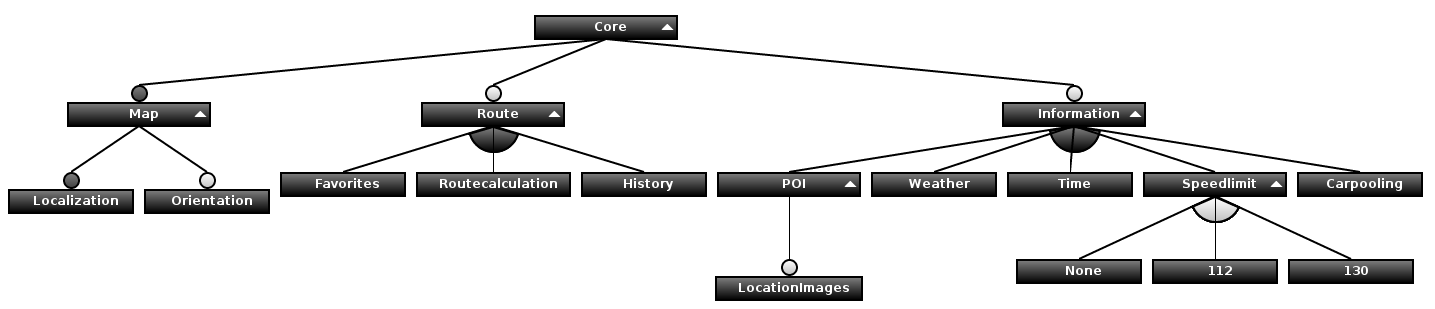 Core
Map
Route
Information
Favorites
Routecalculation
History
POI
Weather
Time
Speedlimit
Carpooling
Localization
Orientation
None
112
130
LocationImages